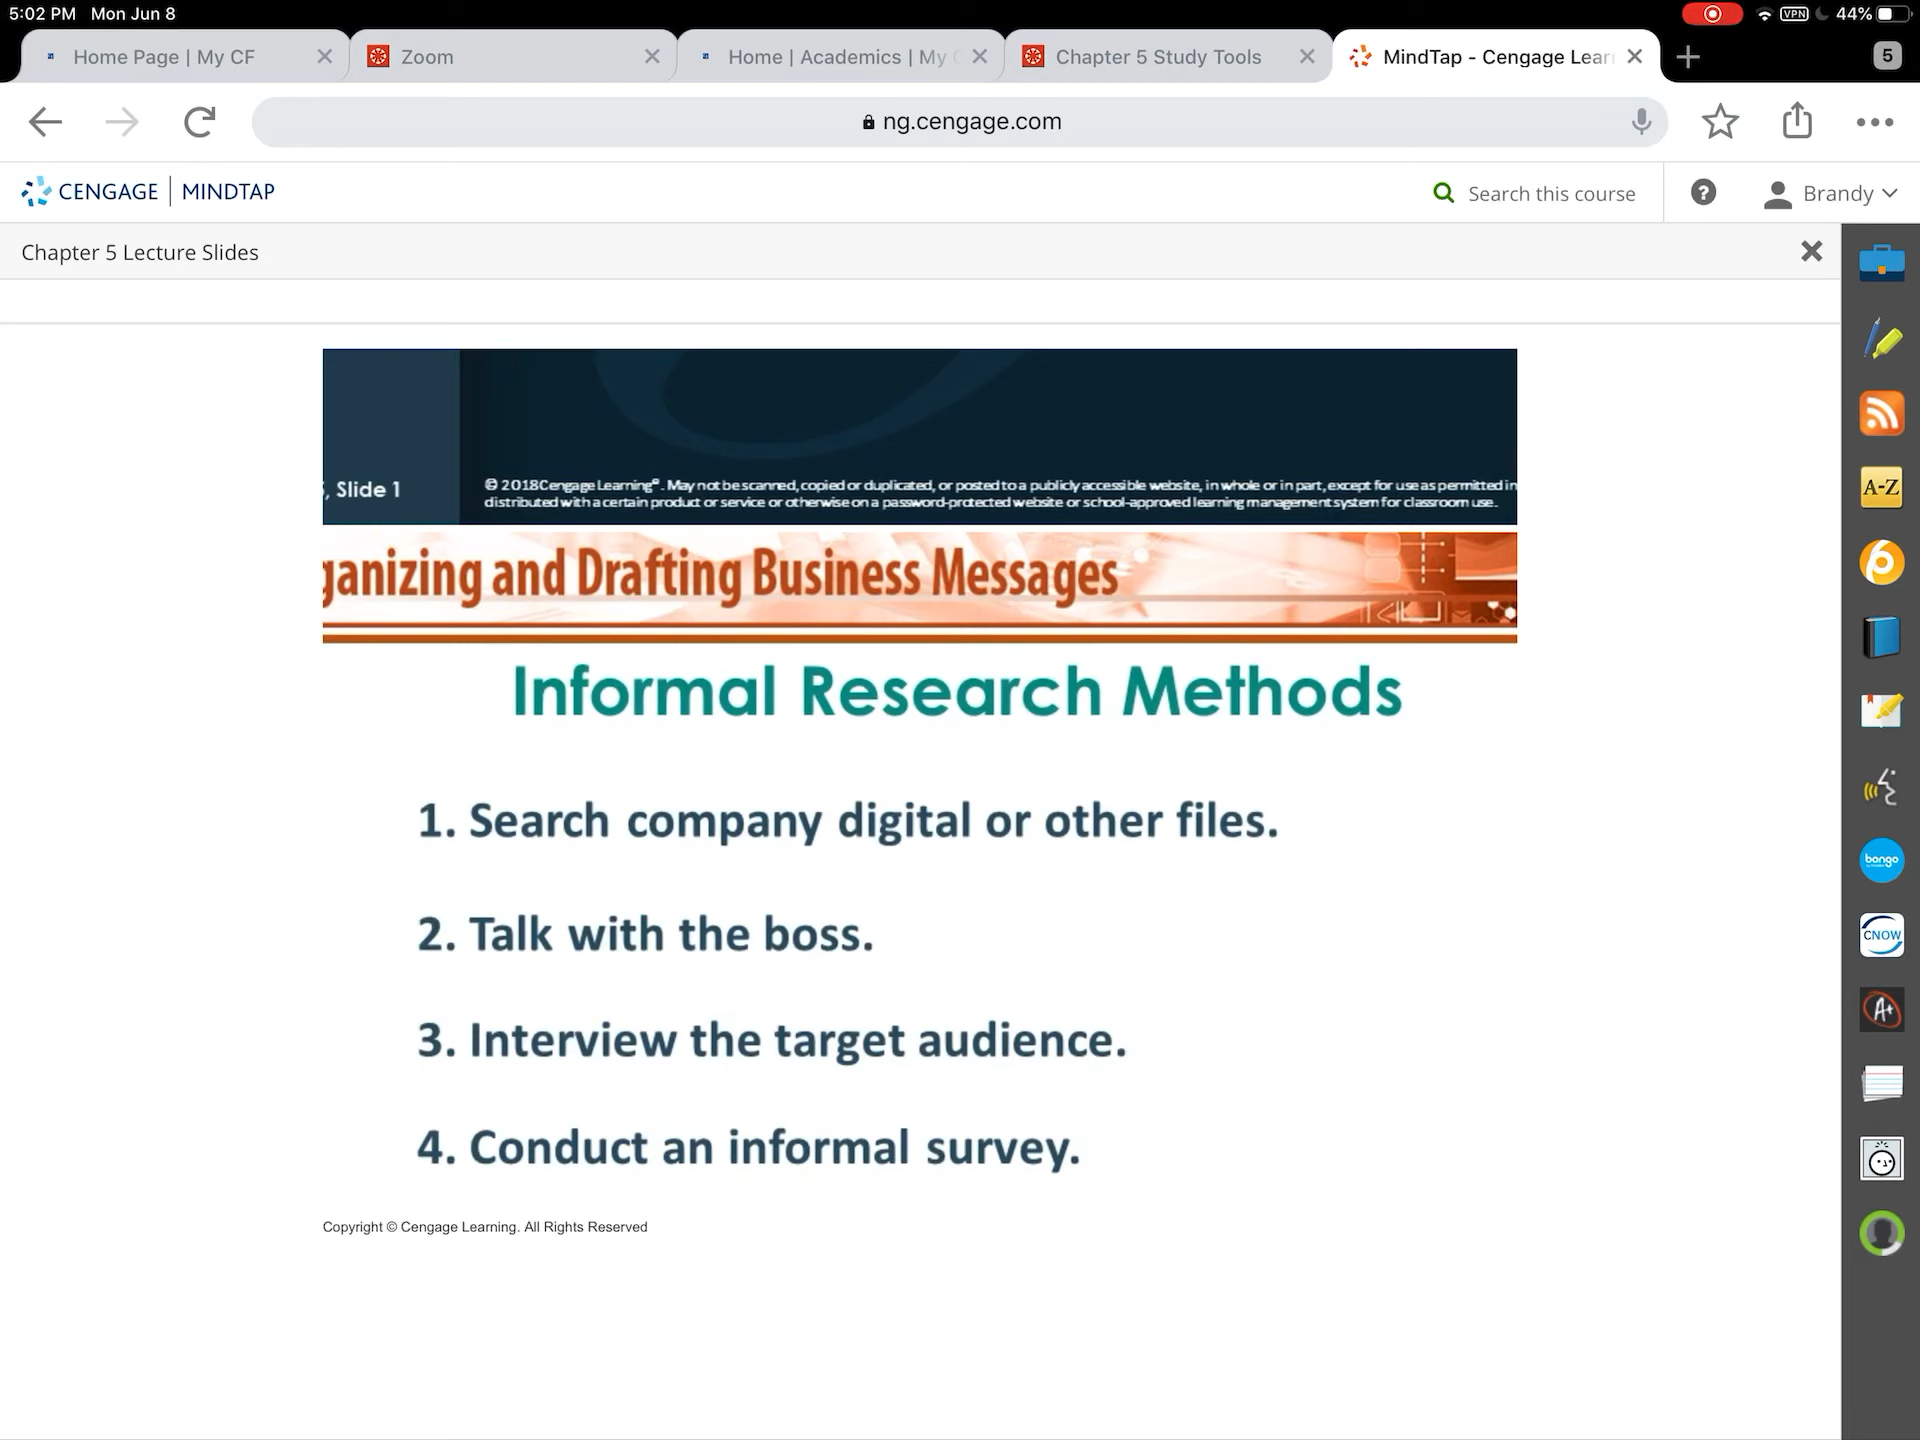 5:02 PM Mon Jun 8
VPN 44%
Home Page | My CF
Zoom
Home | Academics | My
Chapter 5 Study Tools
MindTap - Cengage Lear
5
ng.cengage.com
CENGAGE | MINDTAP
Search this course
?
Brandy
Chapter 5 Lecture Slides
, Slide 1
© 2018 Cengage Learning®. May not be scanned, copied or duplicated, or posted to a publicly accessible website, in whole or in part, except for use as permitted in
distributed with a certain product or service or otherwise on a password-protected website or school-approved learning management system for classroom use.
ganizing and Drafting Business Messages
Informal Research Methods
1. Search company digital or other files.
2. Talk with the boss.
3. Interview the target audience.
4. Conduct an informal survey.
Copyright © Cengage Learning. All Rights Reserved
A-Z
bongo
CNOW
A+